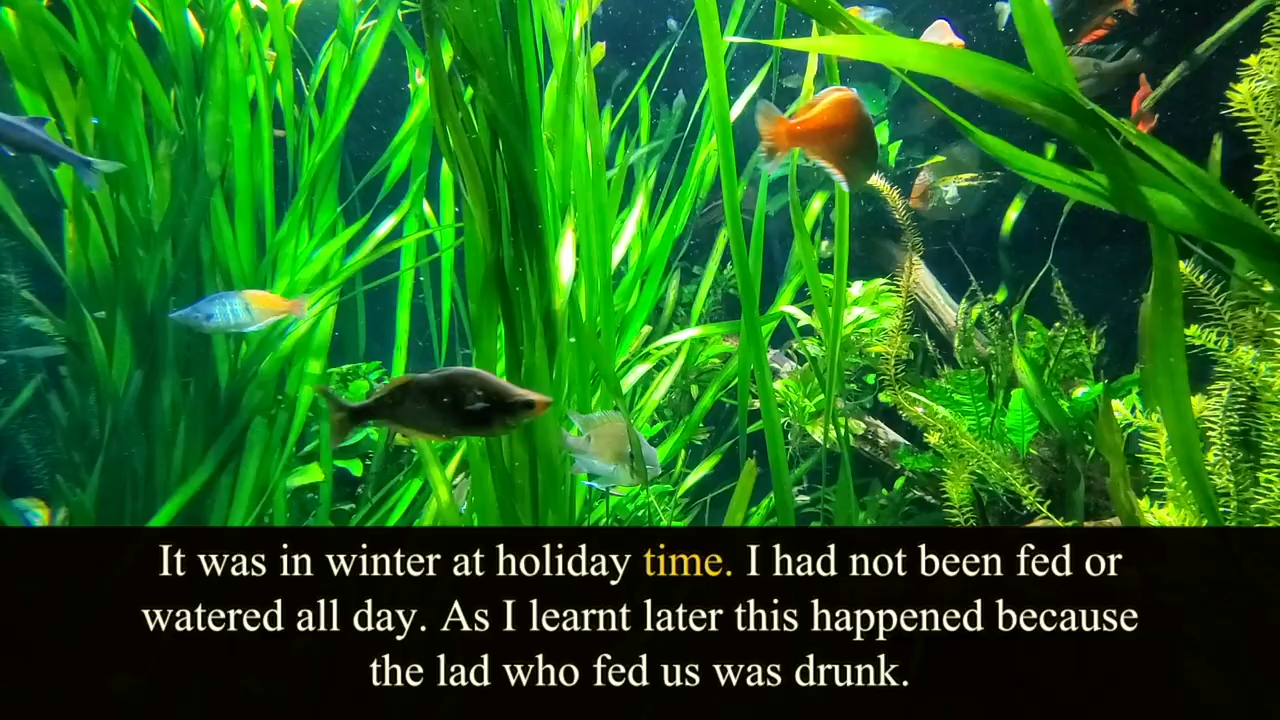 It was in winter at holiday time. I had not been fed or
watered all day. As I learnt later this happened because
the lad who fed us was drunk.